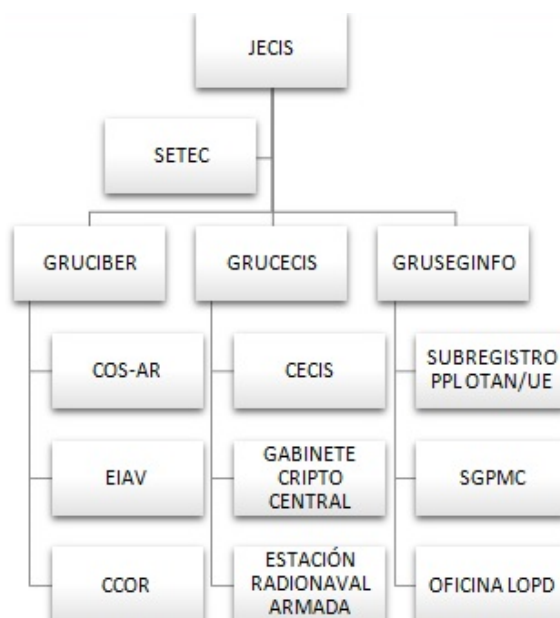 JECIS
SETEC
GRUCIBER
GRUCECIS
GRUSEGINFO
COS-AR
CECIS
SUBREGISTRO
PPL OTAN/UE
EIAV
GABINETE
CRIPTO
CENTRAL
SGPMC
CCOR
ESTACIÓN
RADIONAVAL
ARMADA
OFICINA LOPD